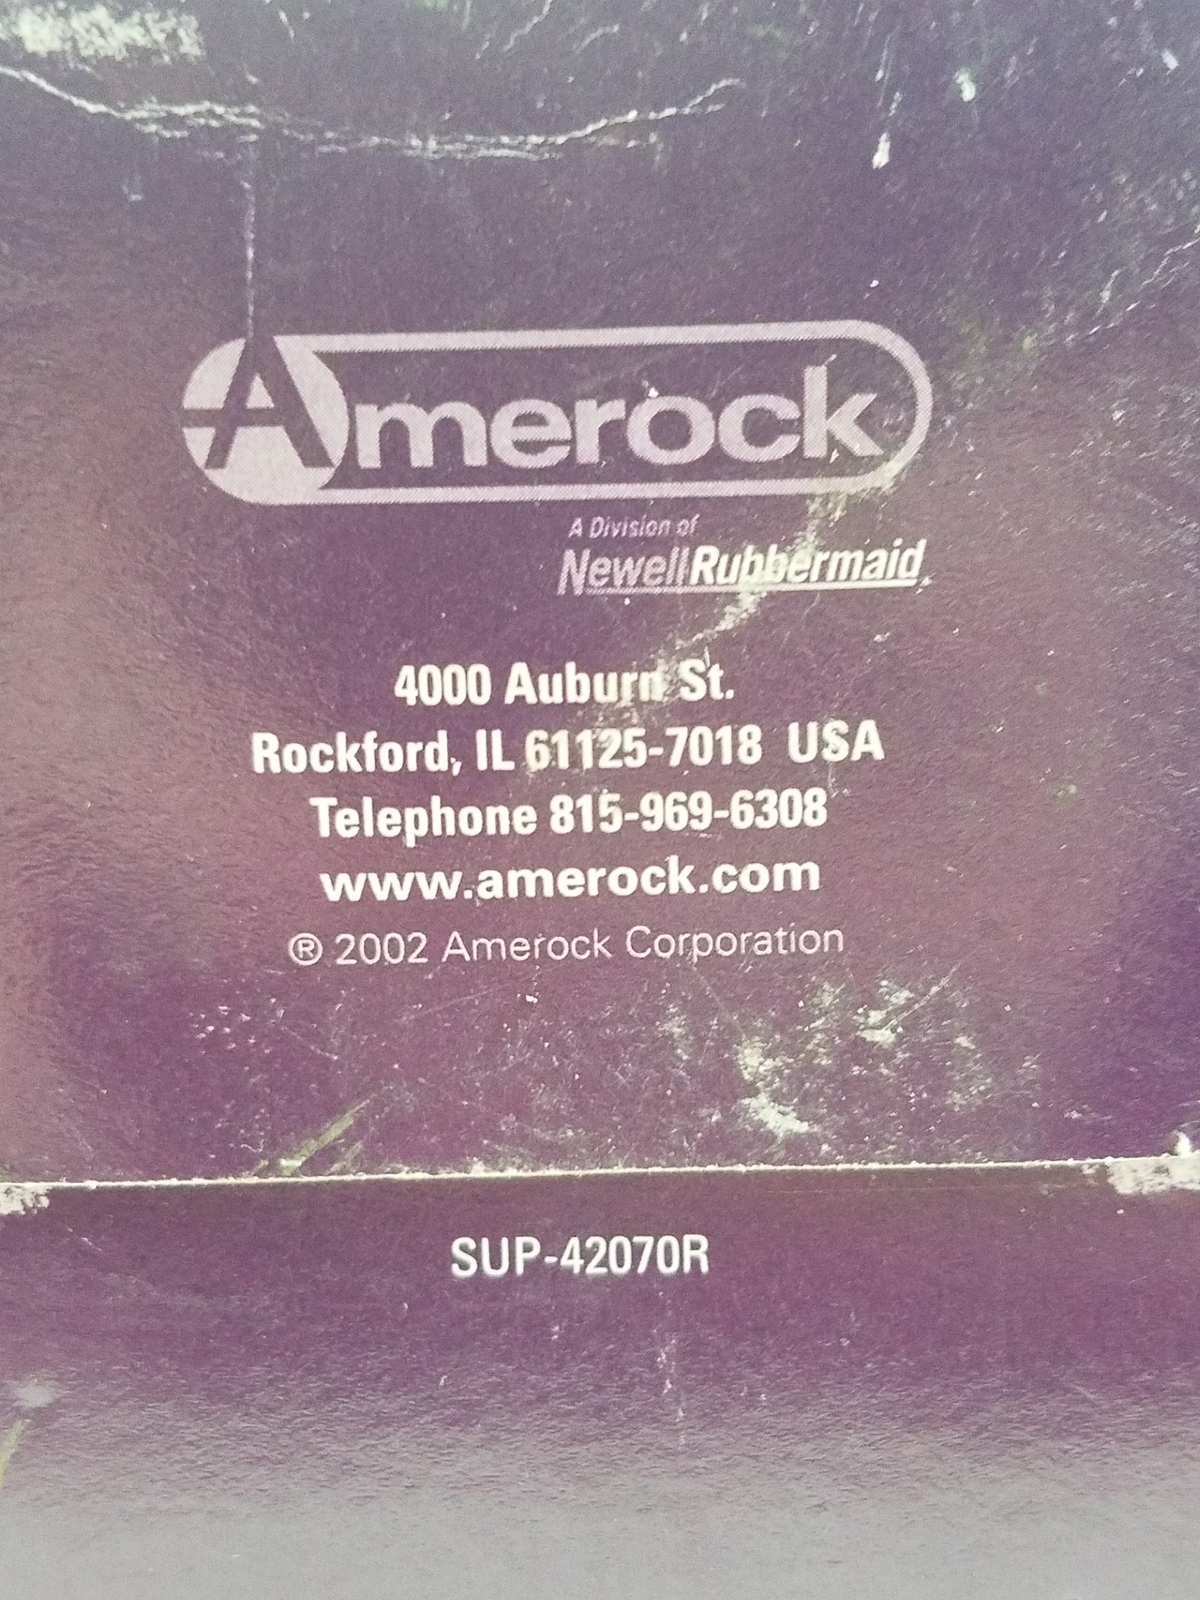 Amerock
A Division of
NewellRubbermaid
4000 Auburn St.
Rockford, IL 61125-7018 USA
Telephone 815-969-6308
www.amerock.com
® 2002 Amerock Corporation
SUP-42070R